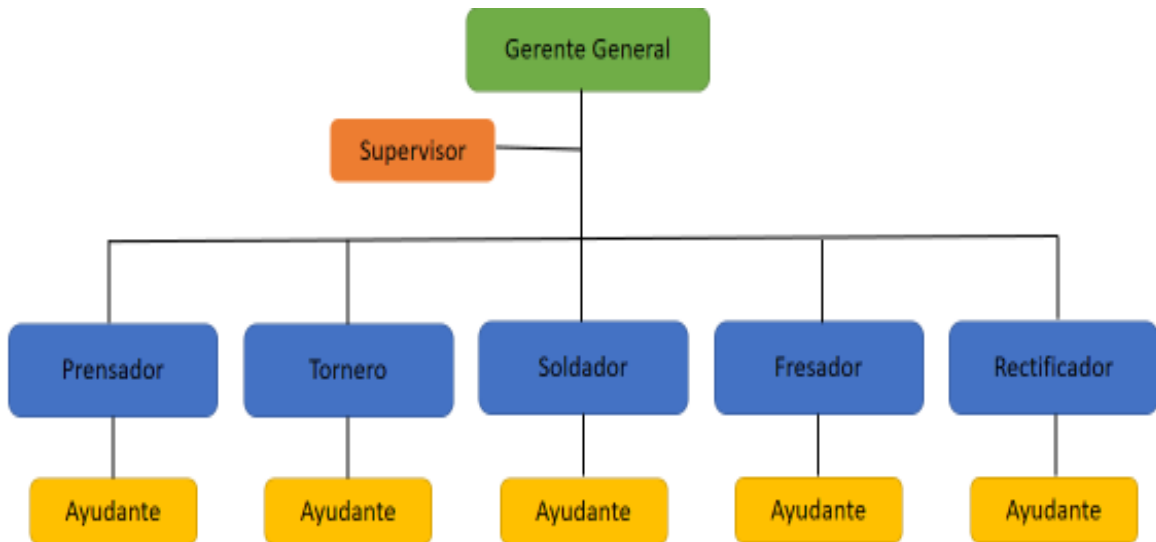 Gerente General
Supervisor
Prensador
Tornero
Soldador
Fresador
Rectificador
Ayudante
Ayudante
Ayudante
Ayudante
Ayudante